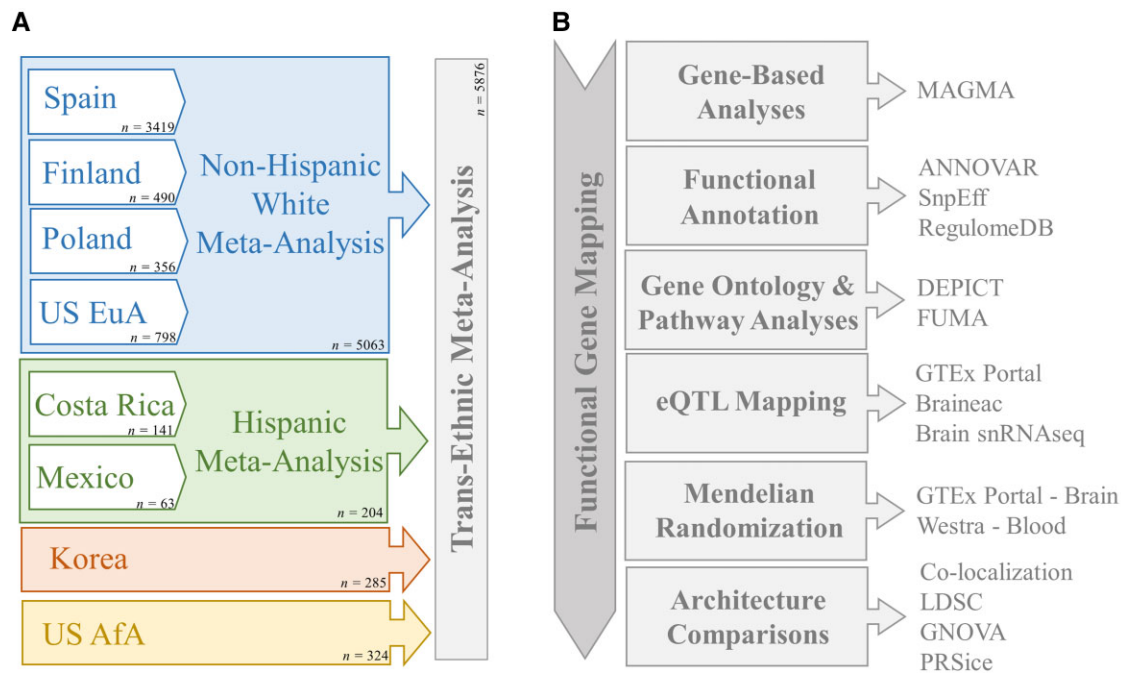 A
Spain
n = 3419
Finland
n = 490
Poland
n = 356
US EuA
n = 798
Non-Hispanic
White
Meta-Analysis
n = 5063
Costa Rica
n = 141
Mexico
n = 63
Hispanic
Meta-Analysis
n = 204
Korea
n = 285
US AfA
n = 324
Trans-Ethnic Meta-Analysis
n = 5876
B
Functional Gene Mapping
Gene-Based
Analyses
MAGMA
Functional
Annotation
ANNOVAR
SnpEff
RegulomeDB
Gene Ontology &
Pathway Analyses
DEPICT
FUMA
eQTL Mapping
GTEx Portal
Braineac
Brain snRNAseq
Mendelian
Randomization
GTEx Portal - Brain
Westra - Blood
Architecture
Comparisons
Co-localization
LDSC
GNOVA
PRSice